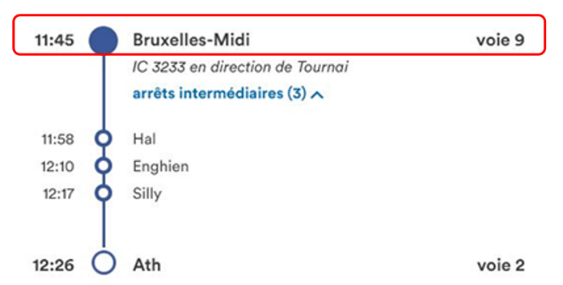 11:45 Bruxelles-Midi voie 9
IC 3233 en direction de Tournai
arrêts intermédiaires (3)
11:58 Hal
12:10 Enghien
12:17 Silly
12:26 Ath voie 2